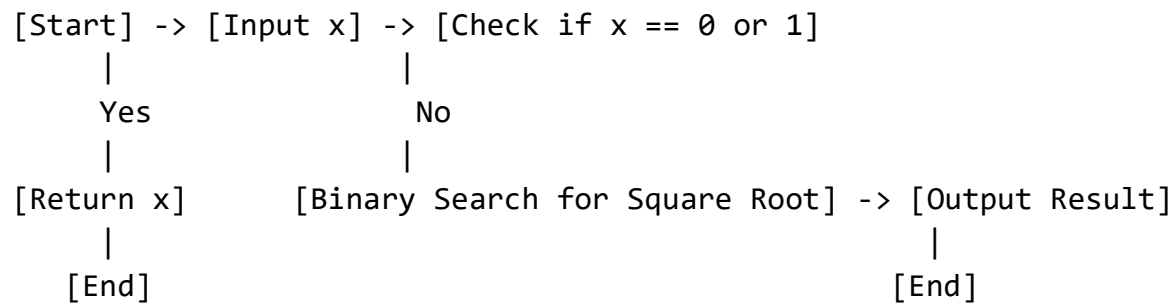 [Start] -> [Input x] -> [Check if x == 0 or 1]
| |
Yes No
| |
[Return x] [Binary Search for Square Root] -> [Output Result]
| |
[End] [End]